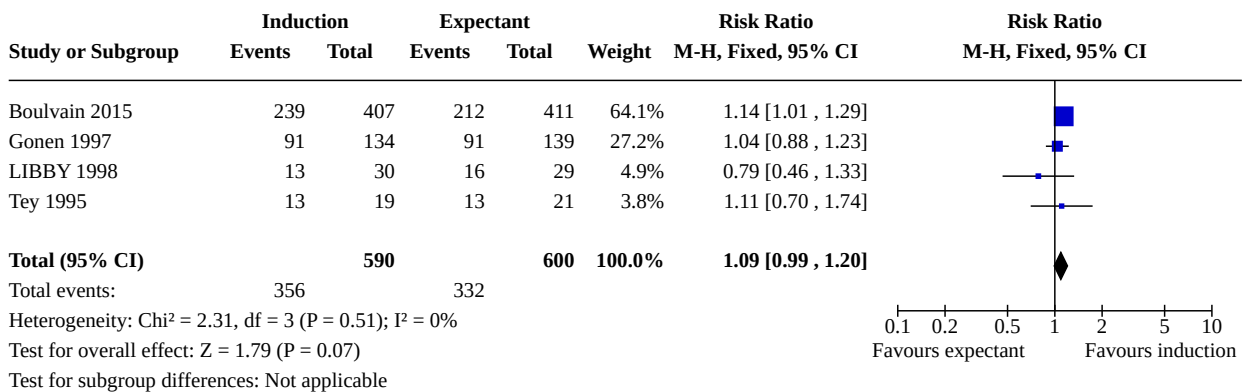 Induction Expectant Risk Ratio Risk Ratio
Study or Subgroup Events Total Events Total Weight M-H, Fixed, 95% CI M-H, Fixed, 95% CI
Boulvain 2015 239 407 212 411 64.1% 1.14 [1.01 , 1.29]
Gonen 1997 91 134 91 139 27.2% 1.04 [0.88 , 1.23]
LIBBY 1998 13 30 16 29 4.9% 0.79 [0.46 , 1.33]
Tey 1995 13 19 13 21 3.8% 1.11 [0.70 , 1.74]
Total (95% CI) 590 600 100.0% 1.09 [0.99 , 1.20]
Total events: 356 332
Heterogeneity: Chi² = 2.31, df = 3 (P = 0.51); I² = 0%
0.1 0.2 0.5 1 2 5 10
Test for overall effect: Z = 1.79 (P = 0.07)
Favours expectant Favours induction
Test for subgroup differences: Not applicable